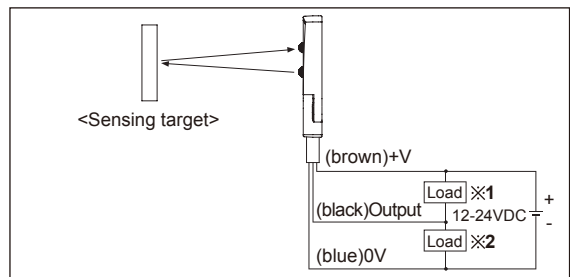 <Sensing target>
(brown)+V
Load ※1
(black)Output
12-24VDC
+
-
Load ※2
(blue)0V